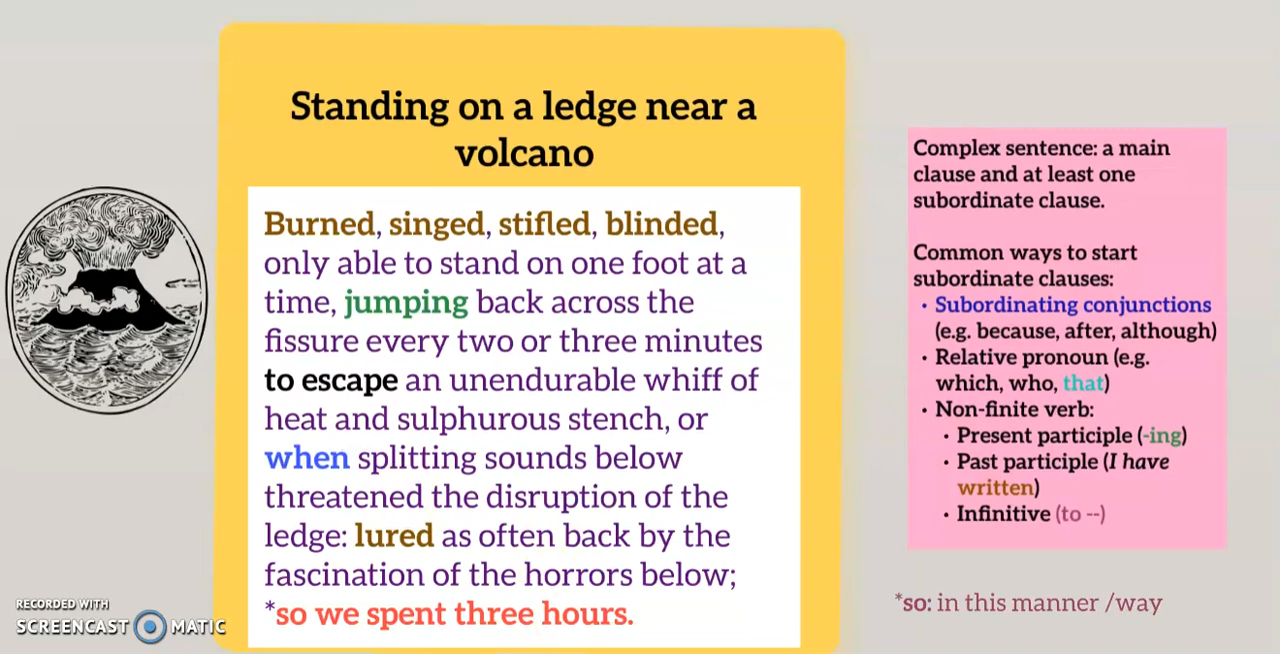 Standing on a ledge near a
volcano
Burned, singed, stifled, blinded,
only able to stand on one foot at a
time, jumping back across the
fissure every two or three minutes
to escape an unendurable whiff of
heat and sulphurous stench, or
when splitting sounds below
threatened the disruption of the
ledge: lured as often back by the
fascination of the horrors below;
*so we spent three hours.
Complex sentence: a main
clause and at least one
subordinate clause.
Common ways to start
subordinate clauses:
• Subordinating conjunctions
(e.g. because, after, although)
• Relative pronoun (e.g.
which, who, that)
• Non-finite verb:
• Present participle (-ing)
• Past participle (I have
written)
• Infinitive (to --)
*so: in this manner /way
RECORDED WITH
SCREENCAST MATIC